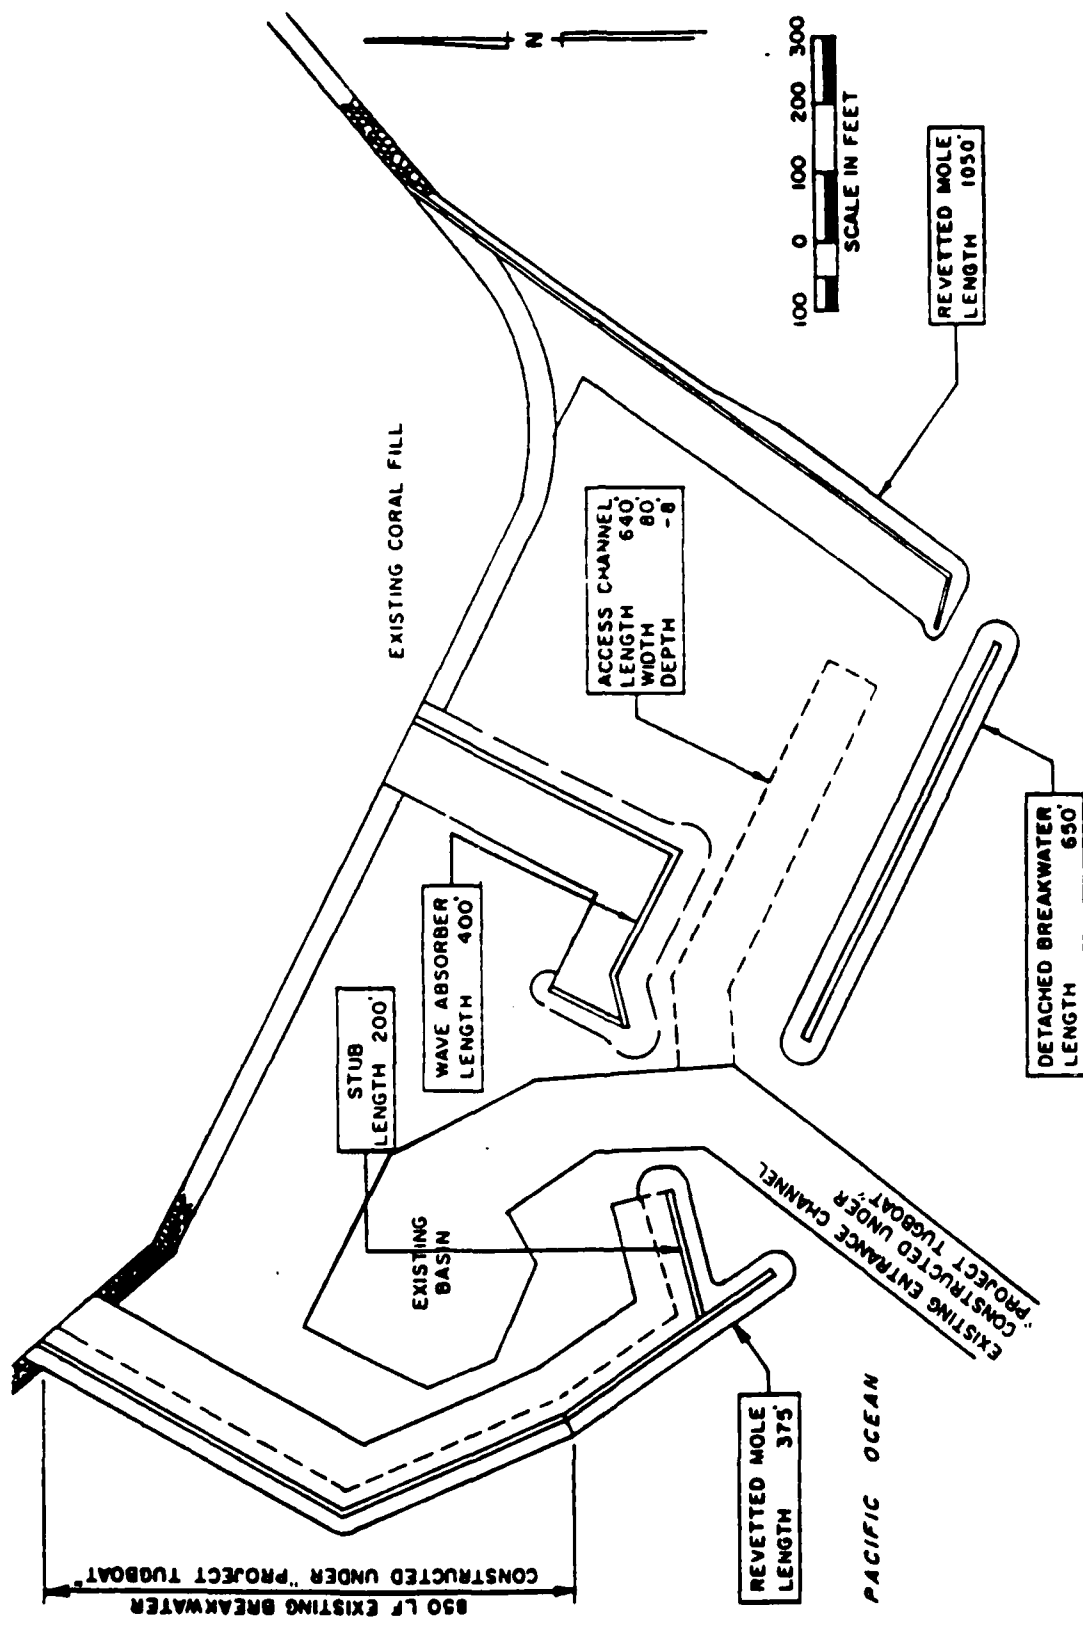 850 LF EXISTING BREAKWATER
CONSTRUCTED UNDER "PROJECT TUGBOAT"
EXISTING CORAL FILL
N
STUB
LENGTH 200'
WAVE ABSORBER
LENGTH 400'
EXISTING
BASIN
ACCESS CHANNEL
LENGTH 640'
WIDTH 80'
DEPTH -8'
100 0 100 200 300
SCALE IN FEET
REVETTED MOLE
LENGTH 375'
EXISTING ENTRANCE CHANNEL
CONSTRUCTED UNDER
"PROJECT TUGBOAT"
REVETTED MOLE
LENGTH 1050'
DETACHED BREAKWATER
LENGTH 650'
PACIFIC OCEAN